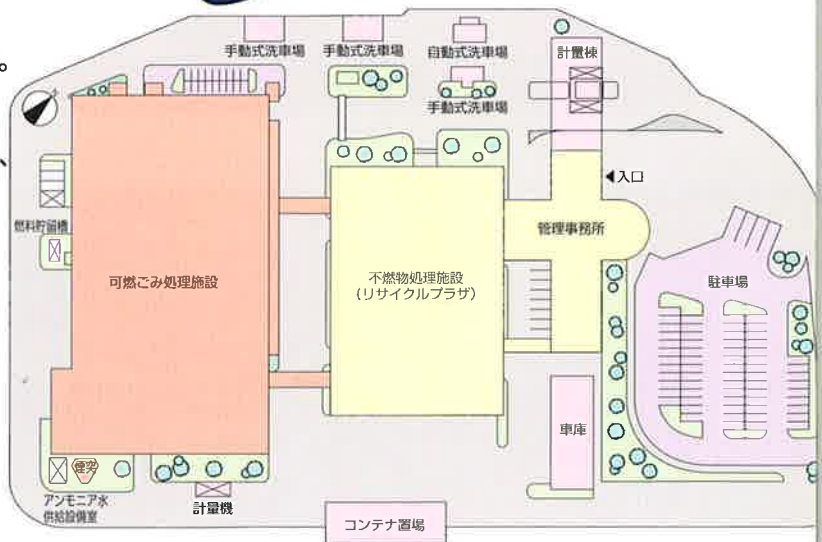 。
、
手動式洗車場
手動式洗車場
自動式洗車場
計量棟
手動式洗車場
入口
燃料貯留槽
管理事務所
可燃ごみ処理施設
不燃物処理施設
(リサイクルプラザ)
駐車場
車庫
煙突
アンモニア水
供給設備室
計量機
コンテナ置場